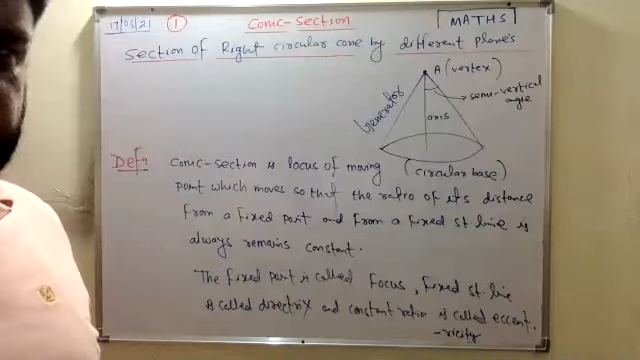 17/05/21 1 Conic-Section MATHS
Section of Right circular cone by different plane's
A (vertex)
semi-vertical
angle
Generator
axis
(circular base)
Defn Conic-section is locus of moving
point which moves so that the ratio of its distance
from a fixed point and from a fixed st line is
always remains constant.
The fixed point is called Focus, fixed st. line
is called directrix and constant ratio is called eccent.
-ricity